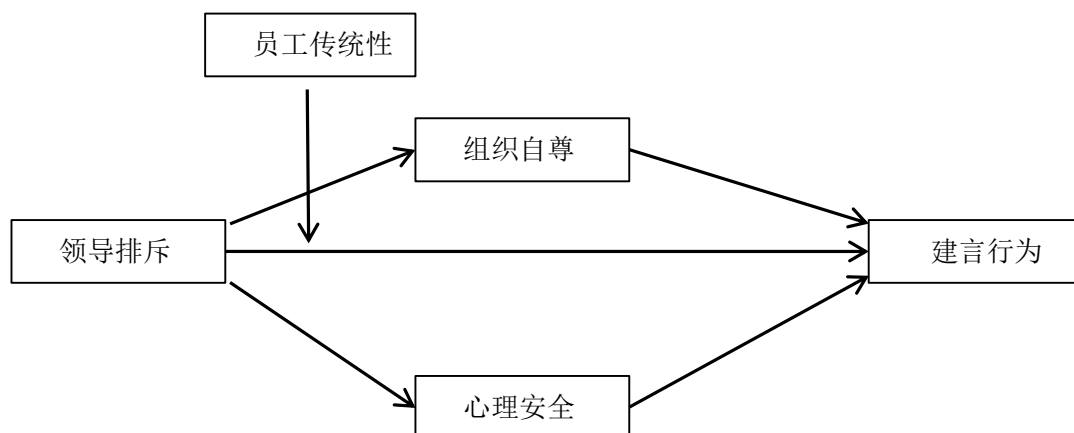 员工传统性
组织自尊
领导排斥
建言行为
心理安全